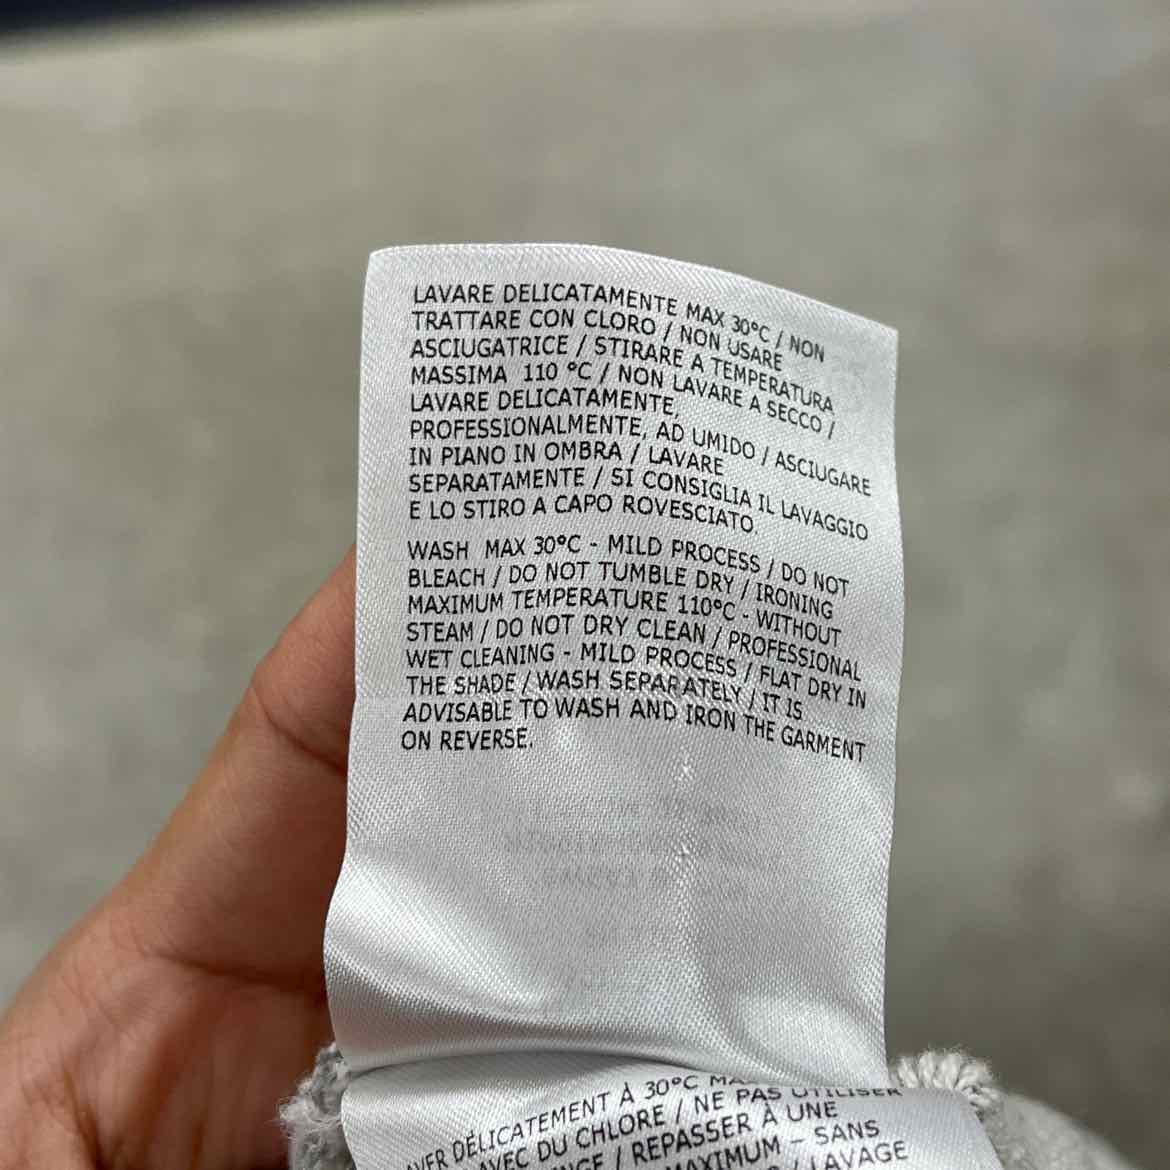 LAVARE DELICATAMENTE MAX 30°C / NON
TRATTARE CON CLORO / NON USARE
ASCIUGATRICE / STIRARE A TEMPERATURA
MASSIMA 110 °C / NON LAVARE A SECCO /
LAVARE DELICATAMENTE,
PROFESSIONALMENTE, AD UMIDO / ASCIUGARE
IN PIANO IN OMBRA / LAVARE
SEPARATAMENTE / SI CONSIGLIA IL LAVAGGIO
E LO STIRO A CAPO ROVESCIATO.
WASH MAX 30°C - MILD PROCESS / DO NOT
BLEACH / DO NOT TUMBLE DRY / IRONING
MAXIMUM TEMPERATURE 110°C - WITHOUT
STEAM / DO NOT DRY CLEAN / PROFESSIONAL
WET CLEANING - MILD PROCESS / FLAT DRY IN
THE SHADE / WASH SEPARATELY / IT IS
ADVISABLE TO WASH AND IRON THE GARMENT
ON REVERSE.
DÉLICATEMENT À 30°C
AVEC DU CHLORE / NE PAS UTILISER
/ REPASSER À UNE
MAXIMUM - SANS
/ LAVAGE